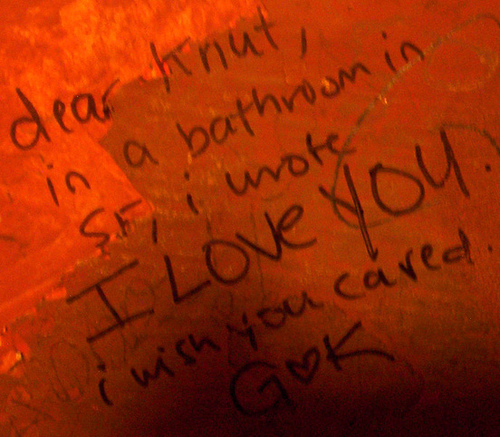 dear Knut,
in a bathroom in
SF, i wrote
I LOVE YOU.
i wish you cared.
G♥K